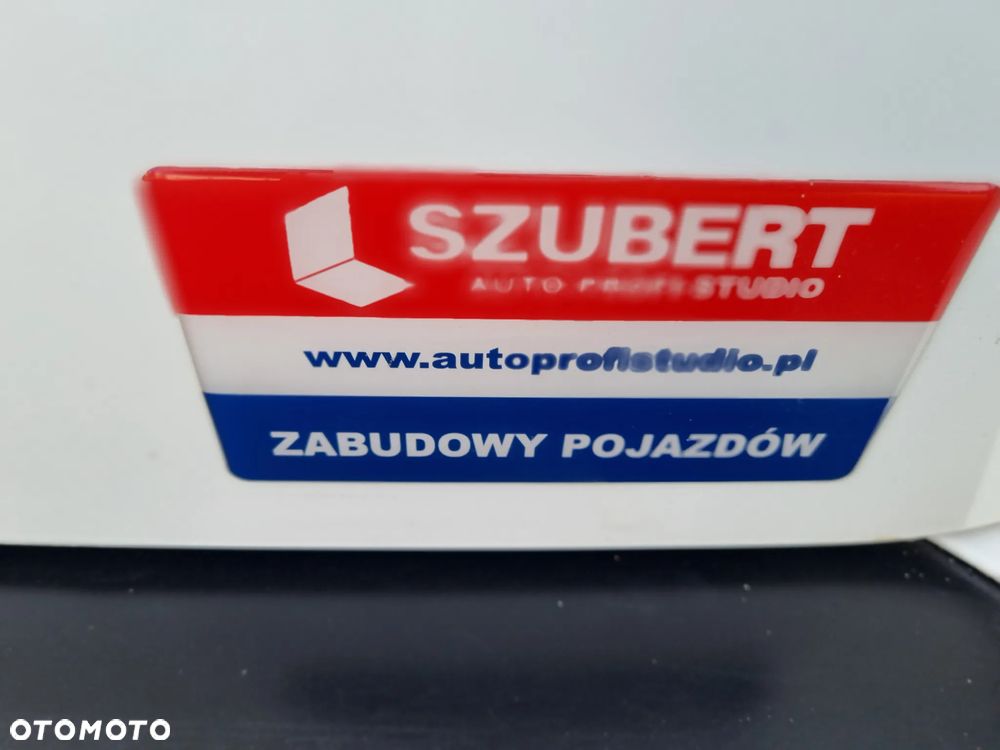 SZUBERT
AUTO PROFI STUDIO
www.autoprofistudio.pl
ZABUDOWY POJAZDÓW
OTOMOTO